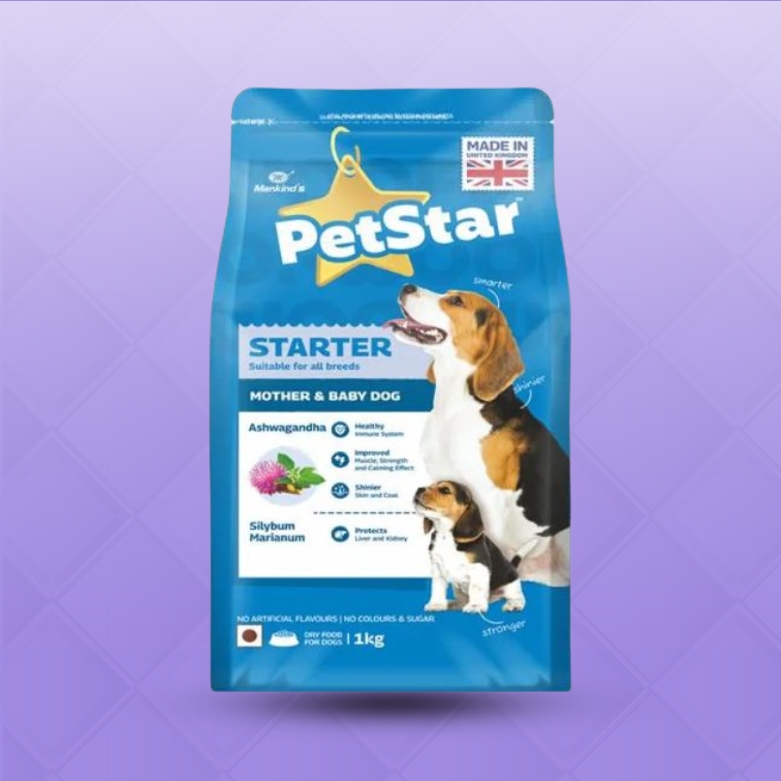 MADE IN
UNITED KINGDOM
Mankind's
PetStar™
smarter
STARTER
Suitable for all breeds
shinier
MOTHER & BABY DOG
Ashwagandha
Healthy
Immune System
Improved
Muscle, Strength
and Calming Effect
Shinier
Skin and Coat
Silybum
Marianum
Protects
Liver and Kidney
NO ARTIFICIAL FLAVOURS | NO COLOURS & SUGAR
DRY FOOD
FOR DOGS | 1kg
stronger